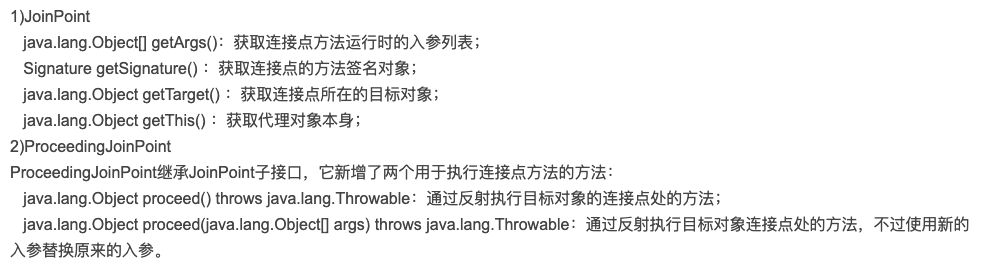 1)JoinPoint
java.lang.Object[] getArgs()：获取连接点方法运行时的入参列表；
Signature getSignature() ：获取连接点的方法签名对象；
java.lang.Object getTarget() ：获取连接点所在的目标对象；
java.lang.Object getThis() ：获取代理对象本身；
2)ProceedingJoinPoint
ProceedingJoinPoint继承JoinPoint子接口，它新增了两个用于执行连接点方法的方法：
java.lang.Object proceed() throws java.lang.Throwable：通过反射执行目标对象的连接点处的方法；
java.lang.Object proceed(java.lang.Object[] args) throws java.lang.Throwable：通过反射执行目标对象连接点处的方法，不过使用新的
入参替换原来的入参。